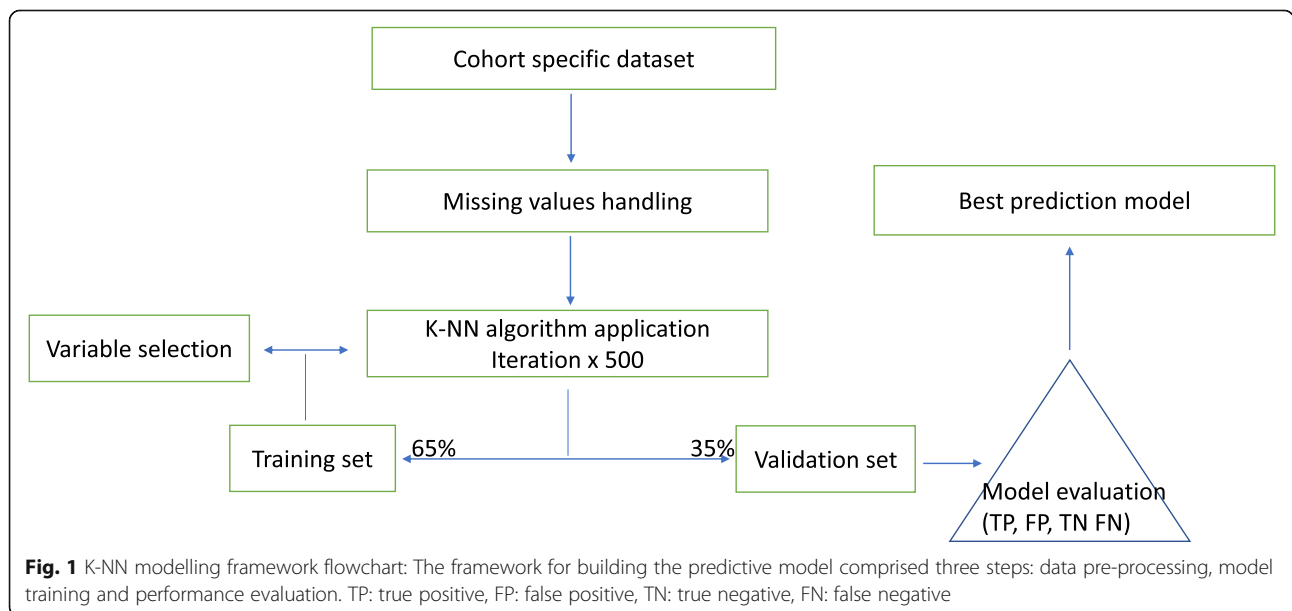 Cohort specific dataset
Missing values handling
Best prediction model
K-NN algorithm application
Iteration x 500
Variable selection
Training set
65%
35%
Validation set
Model evaluation
(TP, FP, TN FN)
Fig. 1 K-NN modelling framework flowchart: The framework for building the predictive model comprised three steps: data pre-processing, model
training and performance evaluation. TP: true positive, FP: false positive, TN: true negative, FN: false negative